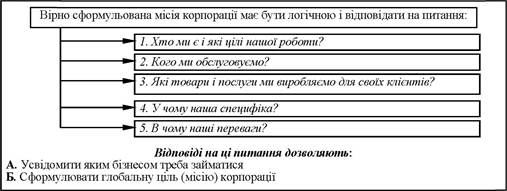 Вірно сформульована місія корпорації має бути логічною і відповідати на питання:
1. Хто ми є і які цілі нашої роботи?
2. Кого ми обслуговуємо?
3. Які товари і послуги ми виробляємо для своїх клієнтів?
4. У чому наша специфіка?
5. В чому наші переваги?
Відповіді на ці питання дозволяють:
А. Усвідомити яким бізнесом треба займатися
Б. Сформулювати глобальну ціль (місію) корпорації